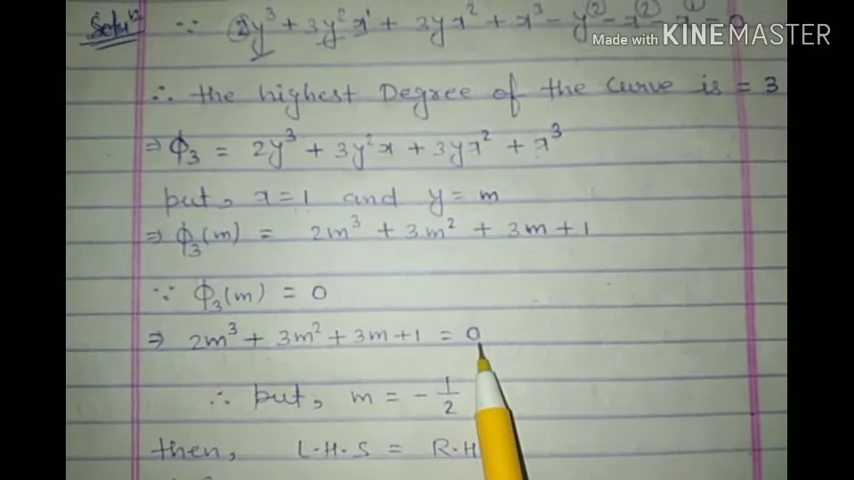 Made with KINEMASTER
Soluⁿ ∵ 2y³ + 3y²x¹ + 3yx² + x³ - y² - x² - x = 0
∴ the highest Degree of the curve is = 3
⇒ ϕ₃ = 2y³ + 3y²x + 3yx² + x³
put, x = 1 and y = m
⇒ ϕ₃(m) = 2m³ + 3m² + 3m + 1
∵ ϕ₃(m) = 0
⇒ 2m³ + 3m² + 3m + 1 = 0
∴ put, m = - 1/2
then, L.H.S = R.H